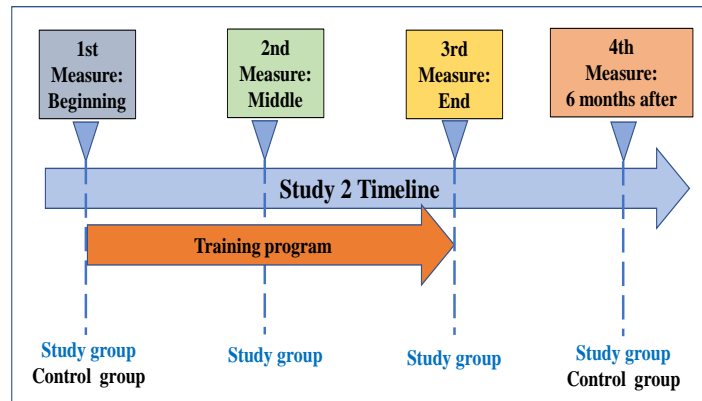 1st
Measure:
Beginning
2nd
Measure:
Middle
3rd
Measure:
End
4th
Measure:
6 months after
Study 2 Timeline
Training program
Study group
Control group
Study group
Study group
Study group
Control group